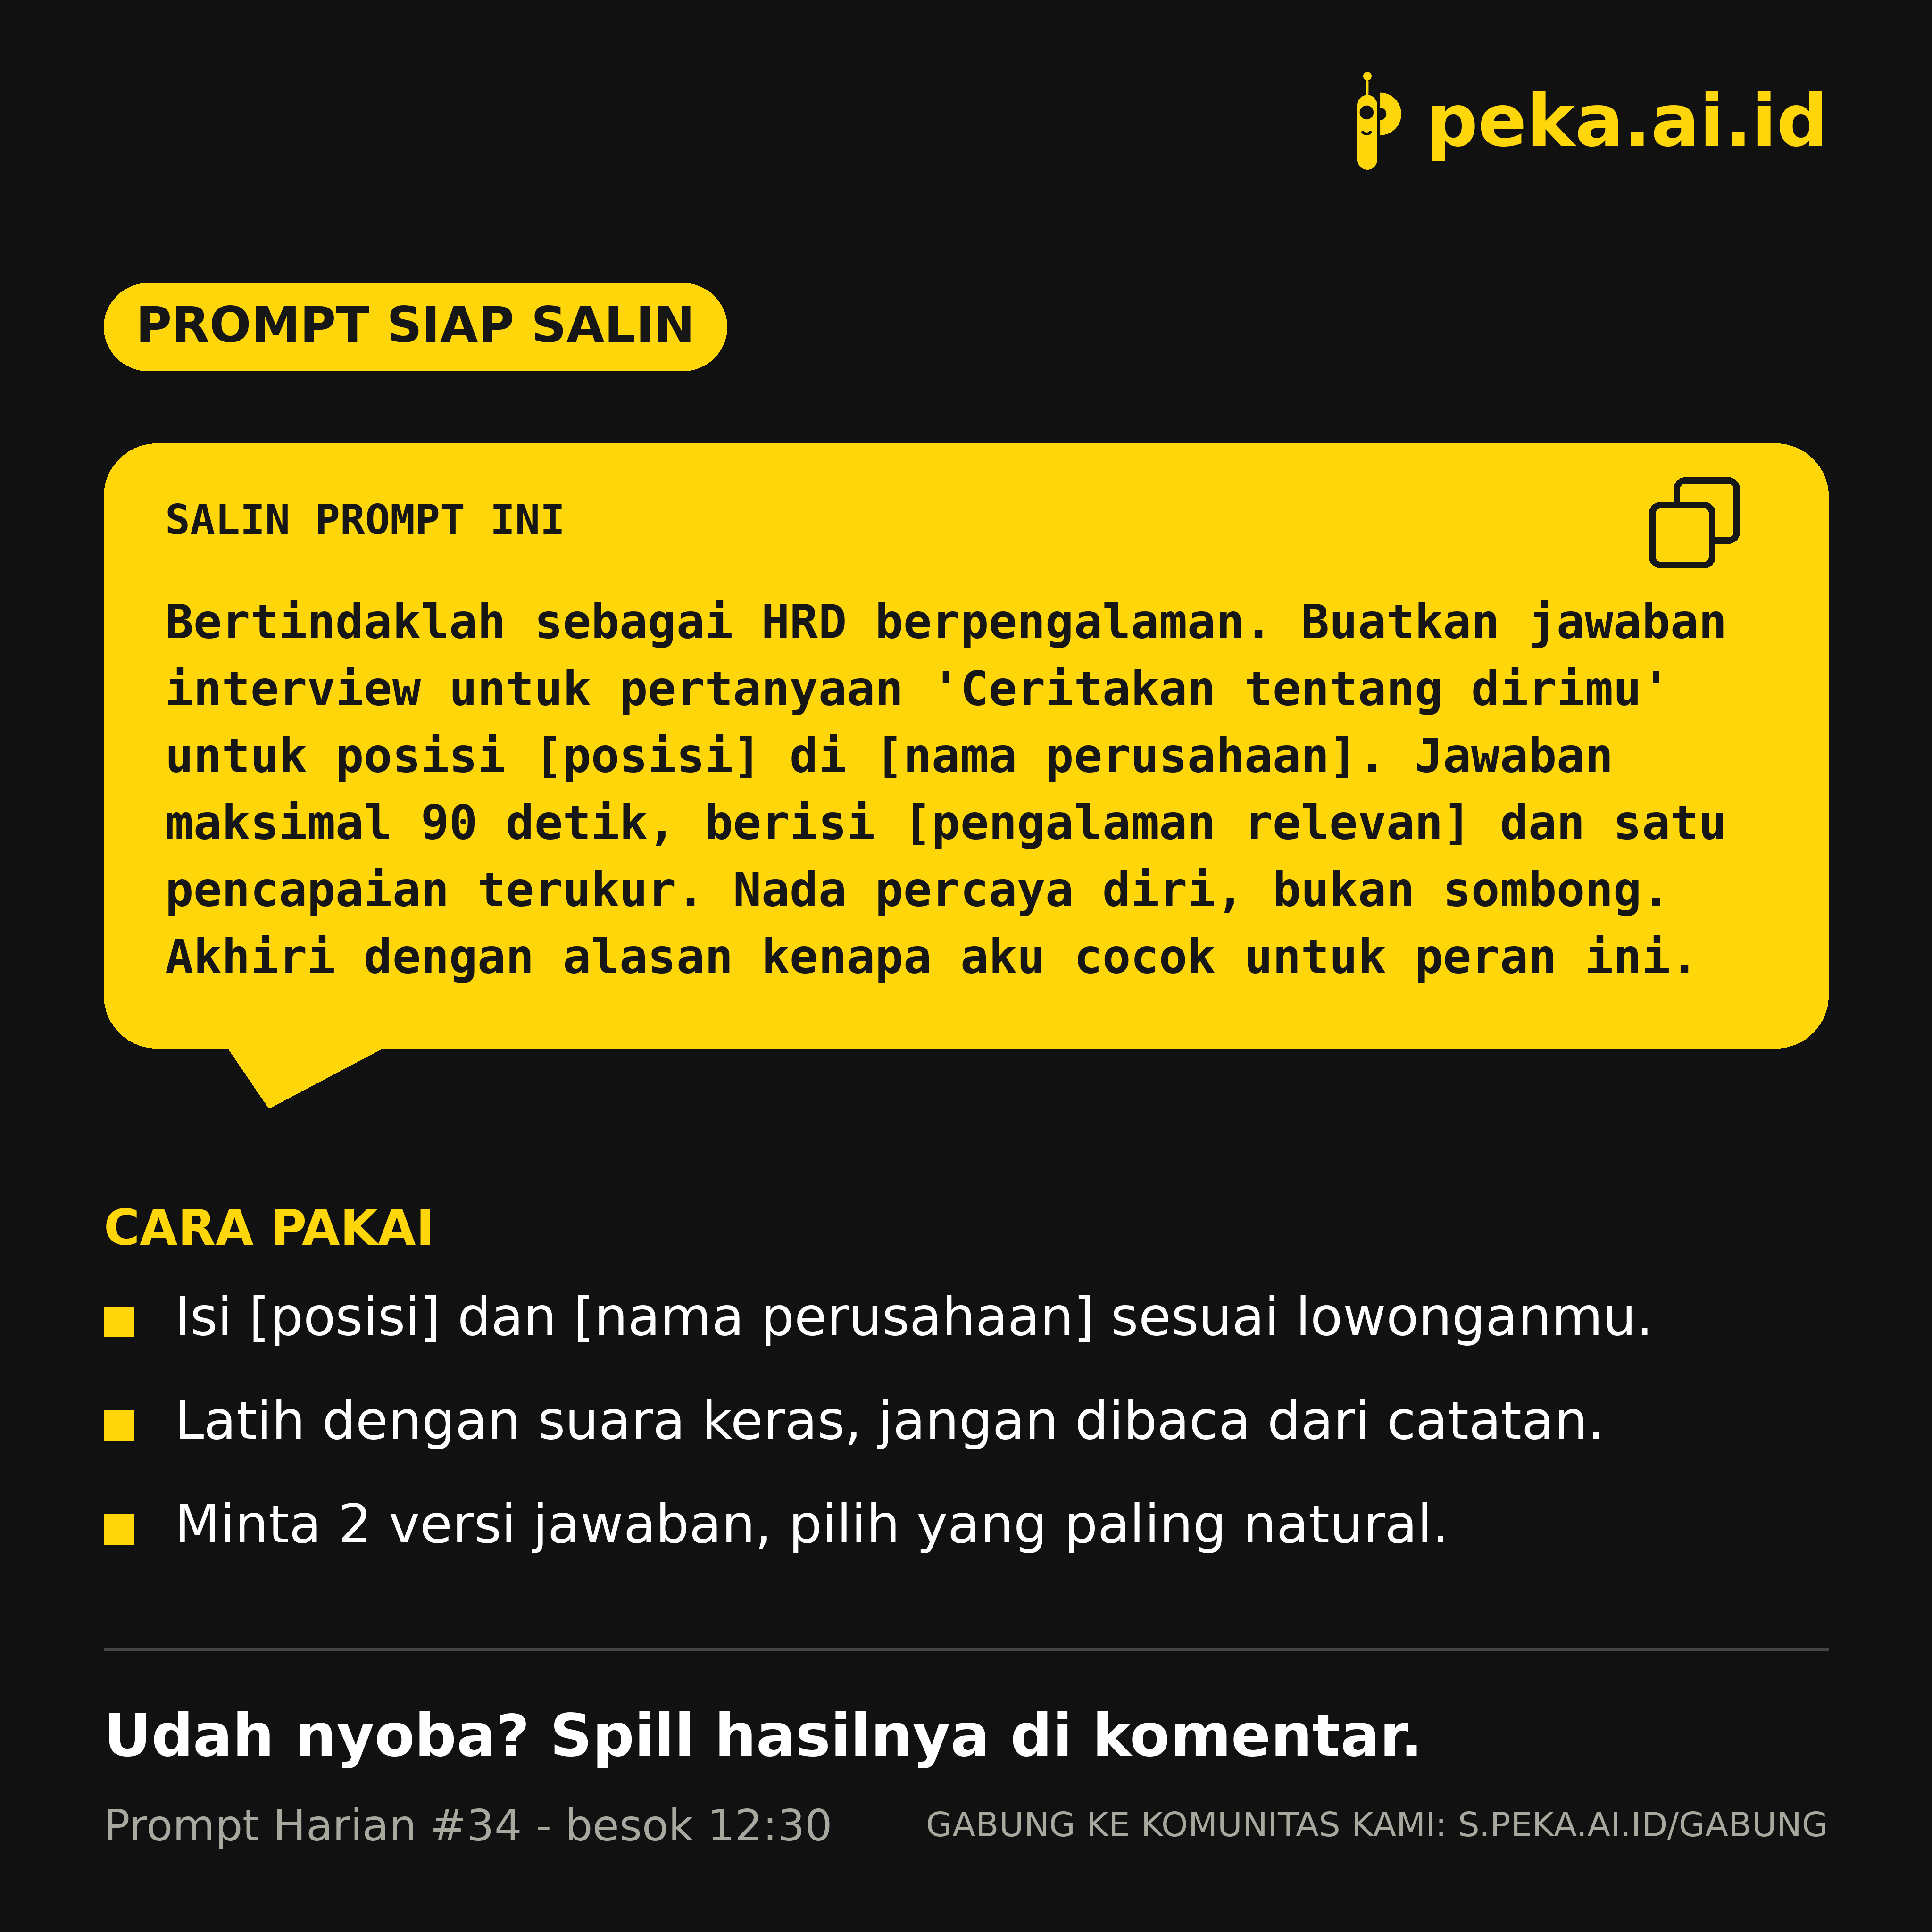 peka.ai.id
PROMPT SIAP SALIN
SALIN PROMPT INI
Bertindaklah sebagai HRD berpengalaman. Buatkan jawaban
interview untuk pertanyaan 'Ceritakan tentang dirimu'
untuk posisi [posisi] di [nama perusahaan]. Jawaban
maksimal 90 detik, berisi [pengalaman relevan] dan satu
pencapaian terukur. Nada percaya diri, bukan sombong.
Akhiri dengan alasan kenapa aku cocok untuk peran ini.
CARA PAKAI
Isi [posisi] dan [nama perusahaan] sesuai lowonganmu.
Latih dengan suara keras, jangan dibaca dari catatan.
Minta 2 versi jawaban, pilih yang paling natural.
Udah nyoba? Spill hasilnya di komentar.
Prompt Harian #34 - besok 12:30
GABUNG KE KOMUNITAS KAMI: S.PEKA.AI.ID/GABUNG